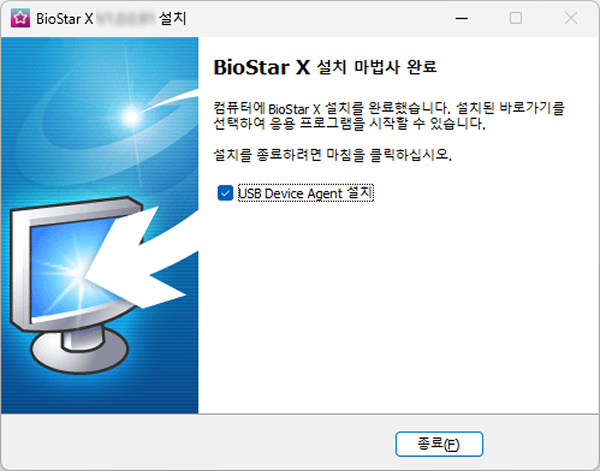 BioStar X 설치
BioStar X 설치 마법사 완료
컴퓨터에 BioStar X 설치를 완료했습니다. 설치된 바로가기를
선택하여 응용 프로그램을 시작할 수 있습니다.
설치를 종료하려면 마침을 클릭하십시오.
USB Device Agent 설치
종료(F)